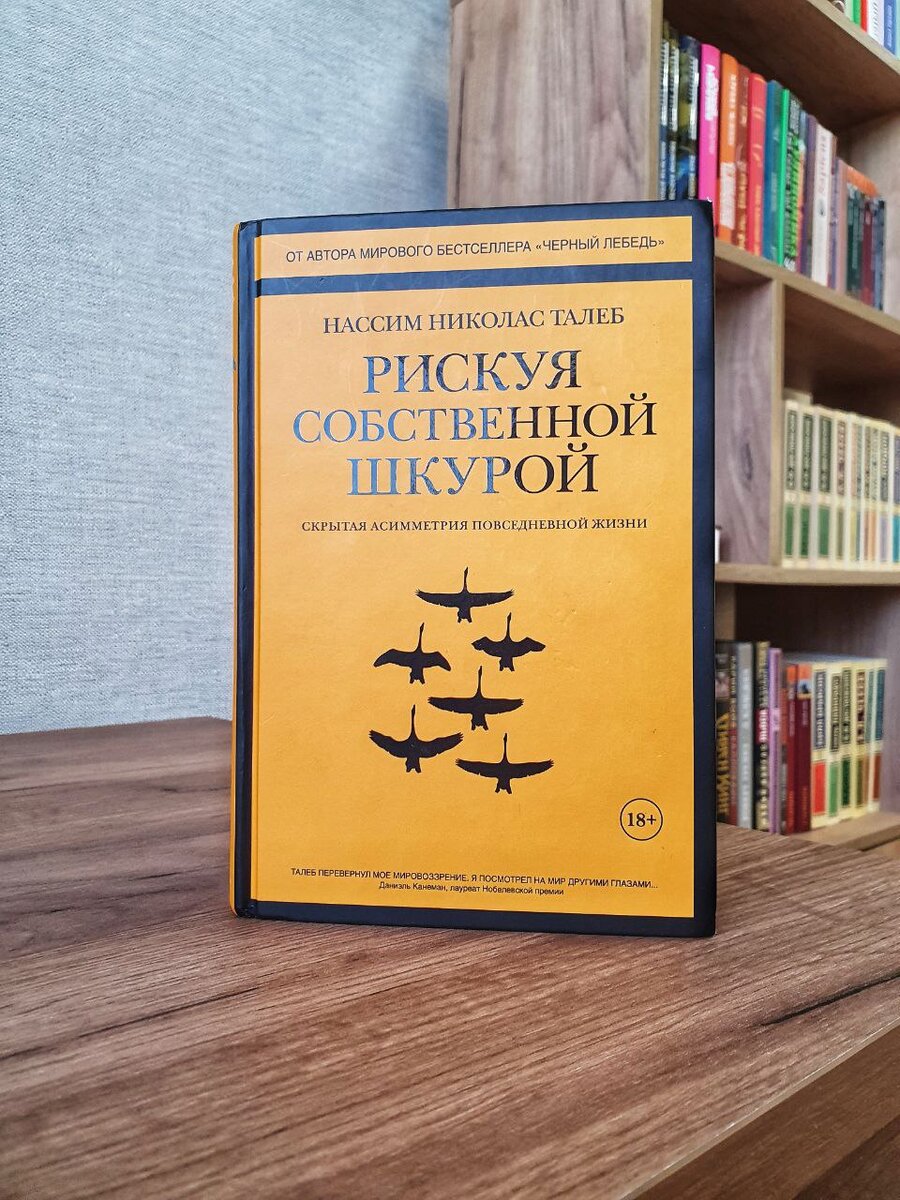 ОТ АВТОРА МИРОВОГО БЕСТСЕЛЛЕРА «ЧЕРНЫЙ ЛЕБЕДЬ»
НАССИМ НИКОЛАС ТАЛЕБ
РИСКУЯ
СОБСТВЕННОЙ
ШКУРОЙ
СКРЫТАЯ АСИММЕТРИЯ ПОВСЕДНЕВНОЙ ЖИЗНИ
18+
ТАЛЕБ ПЕРЕВЕРНУЛ МОЕ МИРОВОЗЗРЕНИЕ. Я ПОСМОТРЕЛ НА МИР ДРУГИМИ ГЛАЗАМИ...
Даниэль Канеман, лауреат Нобелевской премии